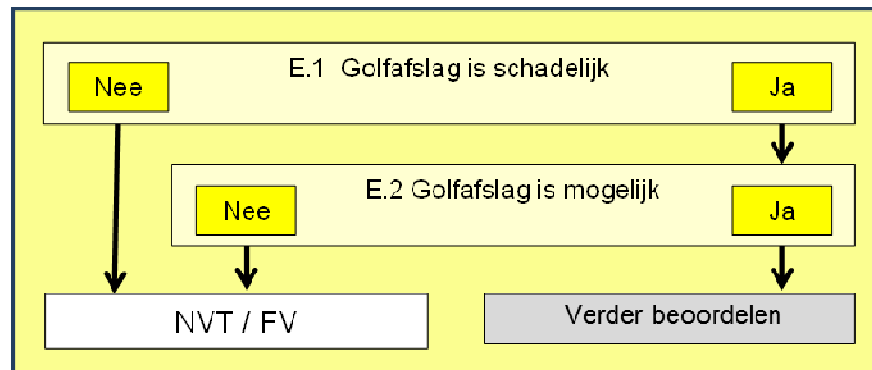 E.1 Golfafslag is schadelijk
Nee
Ja
E.2 Golfafslag is mogelijk
Nee
Ja
NVT / FV
Verder beoordelen